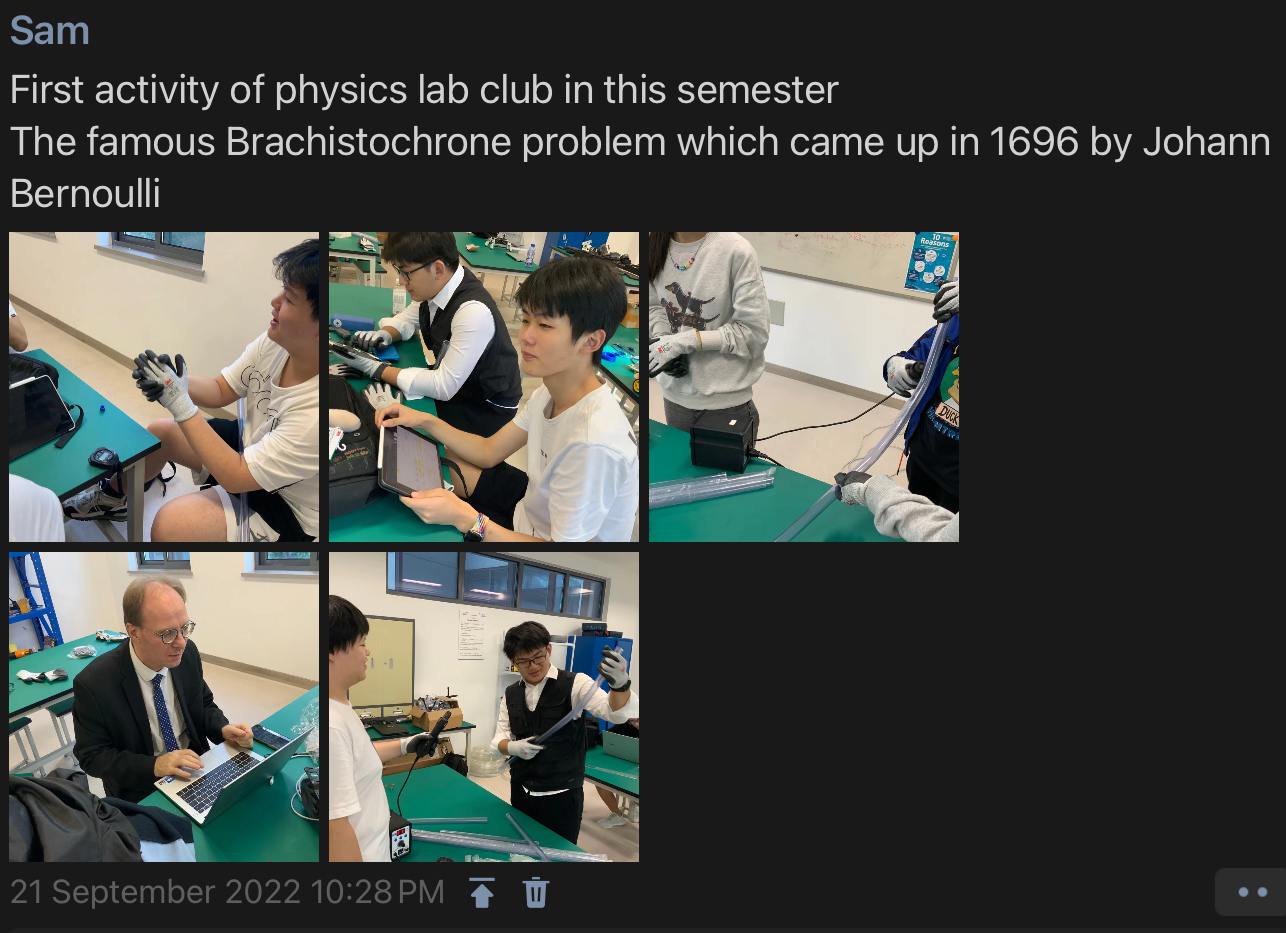 Sam
First activity of physics lab club in this semester
The famous Brachistochrone problem which came up in 1696 by Johann
Bernoulli
10
Reasons
DUCK
21 September 2022 10:28 PM